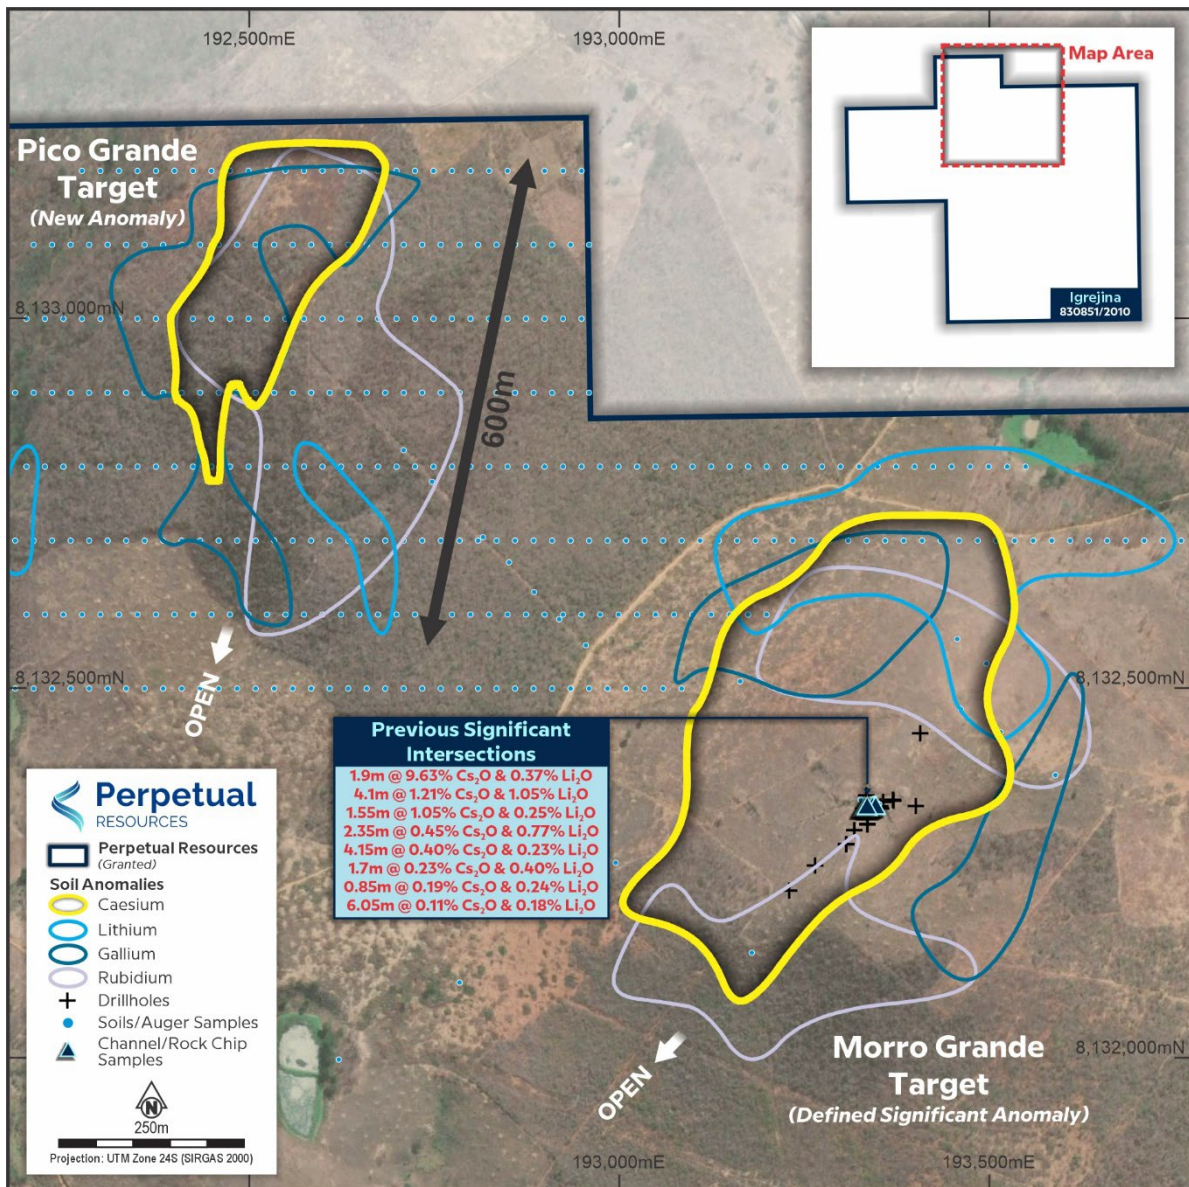 192,500mE
193,000mE
Map Area
Igrejina
830851/2010
Pico Grande
Target
(New Anomaly)
8,133,000mN
600m
8,132,500mN
8,132,500mN
OPEN
Previous Significant
Intersections
1.9m @ 9.63% Cs₂O & 0.37% Li₂O
4.1m @ 1.21% Cs₂O & 1.05% Li₂O
1.55m @ 1.05% Cs₂O & 0.25% Li₂O
2.35m @ 0.45% Cs₂O & 0.77% Li₂O
4.15m @ 0.40% Cs₂O & 0.23% Li₂O
1.7m @ 0.23% Cs₂O & 0.40% Li₂O
0.85m @ 0.19% Cs₂O & 0.24% Li₂O
6.05m @ 0.11% Cs₂O & 0.18% Li₂O
Perpetual
RESOURCES
Perpetual Resources
(Granted)
Soil Anomalies
Caesium
Lithium
Gallium
Rubidium
Drillholes
Soils/Auger Samples
Channel/Rock Chip
Samples
N
250m
Projection: UTM Zone 24S (SIRGAS 2000)
OPEN
Morro Grande
Target
(Defined Significant Anomaly)
8,132,000mN
193,000mE
193,500mE